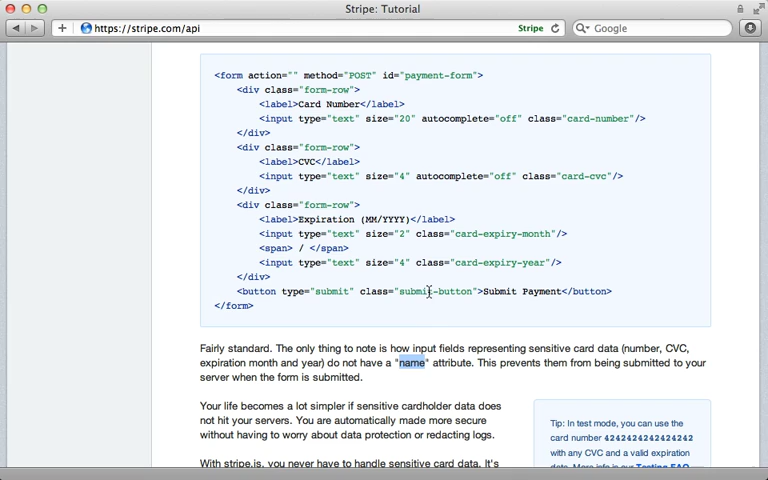 Stripe: Tutorial
https://stripe.com/api
Stripe
Google
<form action="" method="POST" id="payment-form">
<div class="form-row">
<label>Card Number</label>
<input type="text" size="20" autocomplete="off" class="card-number"/>
</div>
<div class="form-row">
<label>CVC</label>
<input type="text" size="4" autocomplete="off" class="card-cvc"/>
</div>
<div class="form-row">
<label>Expiration (MM/YYYY)</label>
<input type="text" size="2" class="card-expiry-month"/>
<span> / </span>
<input type="text" size="4" class="card-expiry-year"/>
</div>
<button type="submit" class="submit-button">Submit Payment</button>
</form>
Fairly standard. The only thing to note is how input fields representing sensitive card data (number, CVC,
expiration month and year) do not have a "name" attribute. This prevents them from being submitted to your
server when the form is submitted.
Your life becomes a lot simpler if sensitive cardholder data does
not hit your servers. You are automatically made more secure
without having to worry about data protection or redacting logs.
With stripe.js, you never have to handle sensitive card data. It's
Tip: In test mode, you can use the
card number 4242424242424242
with any CVC and a valid expiration
date. More info is our Testing FAQ